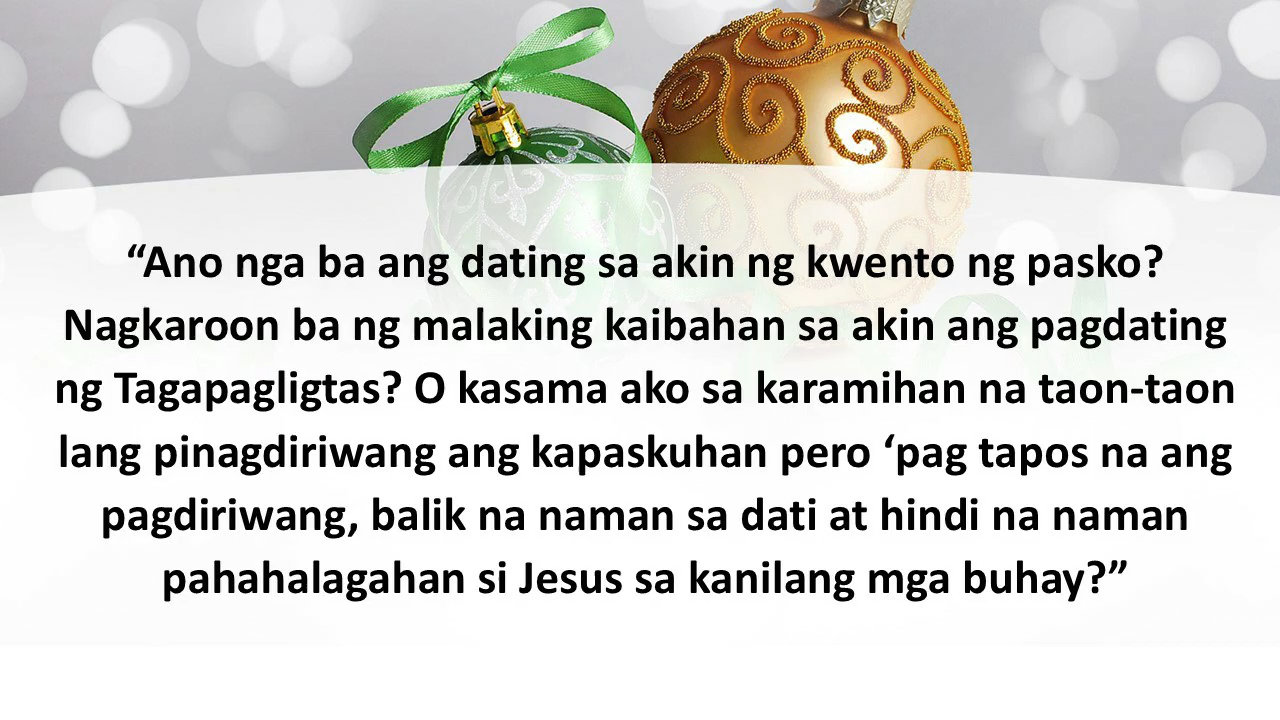 “Ano nga ba ang dating sa akin ng kwento ng pasko?
Nagkaroon ba ng malaking kaibahan sa akin ang pagdating
ng Tagapagligtas? O kasama ako sa karamihan na taon-taon
lang pinagdiriwang ang kapaskuhan pero ‘pag tapos na ang
pagdiriwang, balik na naman sa dati at hindi na naman
pahahalagahan si Jesus sa kanilang mga buhay?”